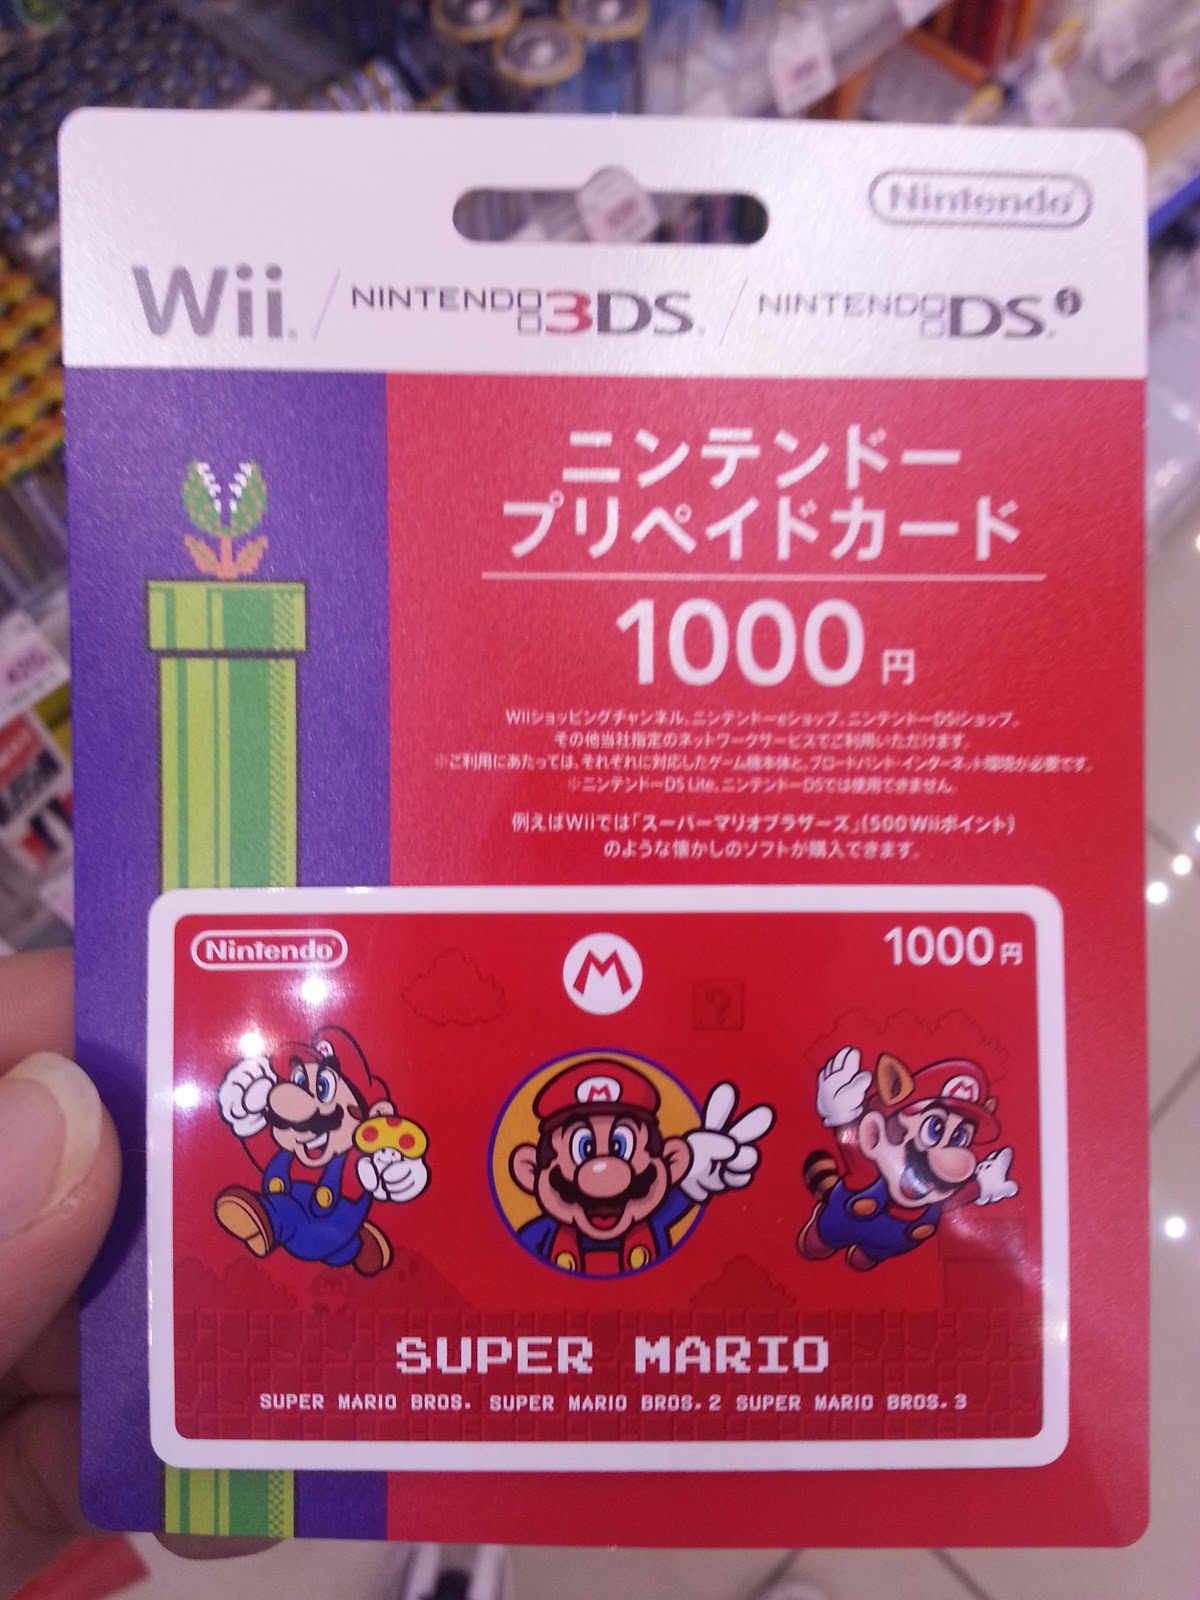 Nintendo
Wii / NINTENDO 3DS / NINTENDO DSi
ニンテンドー
プリペイドカード
1000円
Wiiショッピングチャンネル、ニンテンドーeショップ、ニンテンドーDSiショップ、
その他当社指定のネットワークサービスでご利用いただけます。
※ご利用にあたっては、それぞれに対応したゲーム機本体と、ブロードバンド・インターネット環境が必要です。
※ニンテンドーDS Lite、ニンテンドーDSでは使用できません。
例えばWiiでは「スーパーマリオブラザーズ」(500Wiiポイント)
のような懐かしのソフトが購入できます。
Nintendo
M
1000円
SUPER MARIO
SUPER MARIO BROS. SUPER MARIO BROS.2 SUPER MARIO BROS.3